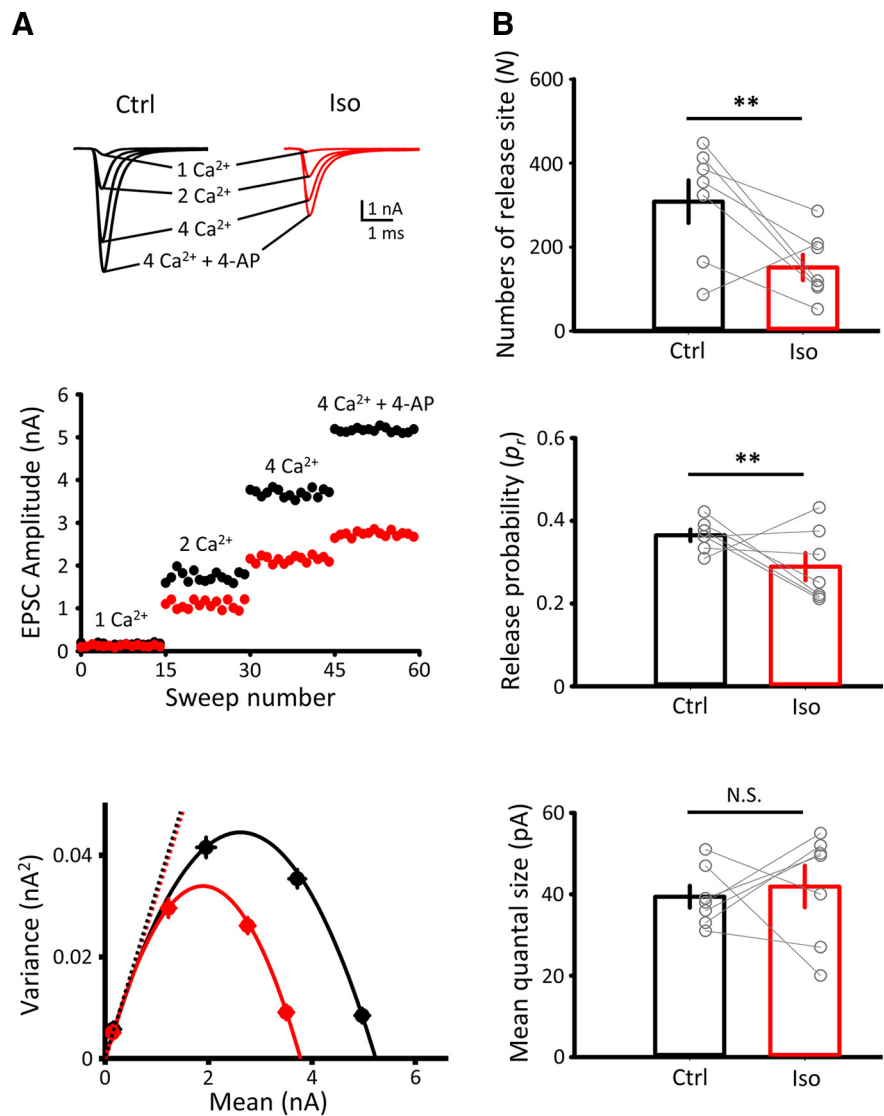 A
Ctrl
Iso
1 Ca²⁺
2 Ca²⁺
4 Ca²⁺
4 Ca²⁺ + 4-AP
1 nA
1 ms
EPSC Amplitude (nA)
6
5
4
3
2
1
0
1 Ca²⁺
2 Ca²⁺
4 Ca²⁺
4 Ca²⁺ + 4-AP
0 15 30 45 60
Sweep number
Variance (nA²)
0.04
0.02
0
0 2 4 6
Mean (nA)
B
Numbers of release site (N)
600
400
200
0
**
Ctrl Iso
Release probability (pᵣ)
0.6
0.4
0.2
0
**
Ctrl Iso
Mean quantal size (pA)
60
40
20
0
N.S.
Ctrl Iso